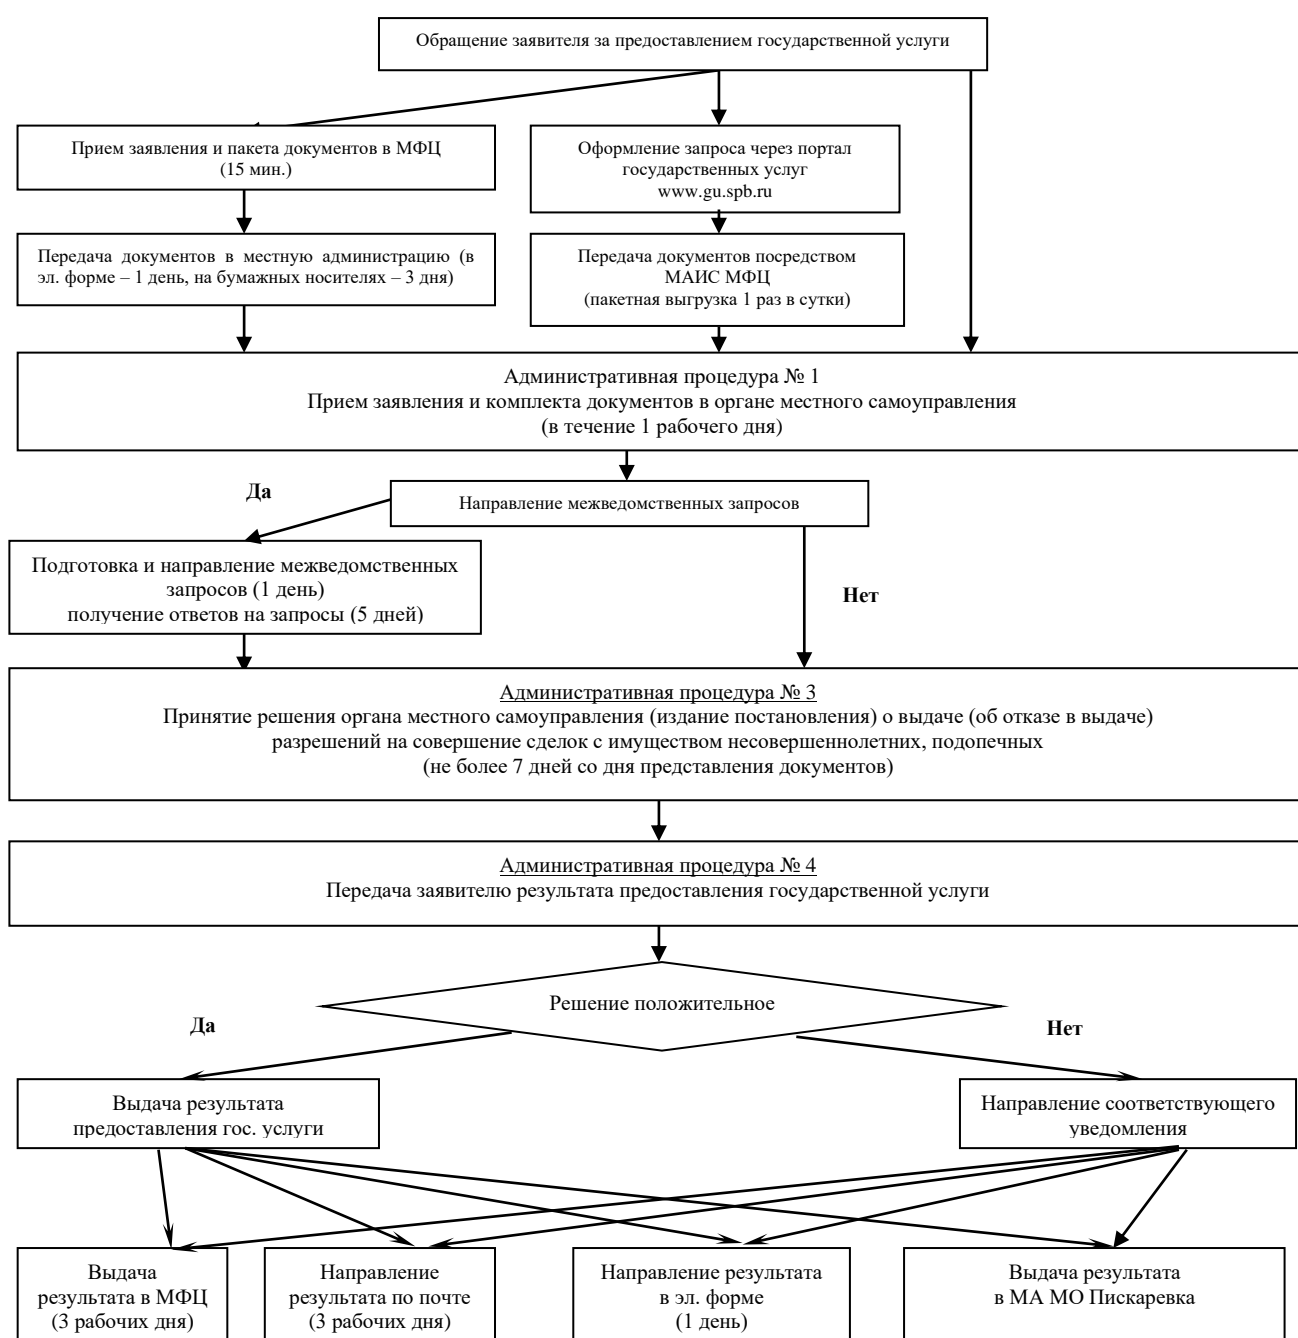 Обращение заявителя за предоставлением государственной услуги
Прием заявления и пакета документов в МФЦ
(15 мин.)
Оформление запроса через портал
государственных услуг
www.gu.spb.ru
Передача документов в местную администрацию (в
эл. форме – 1 день, на бумажных носителях – 3 дня)
Передача документов посредством
МАИС МФЦ
(пакетная выгрузка 1 раз в сутки)
Административная процедура № 1
Прием заявления и комплекта документов в органе местного самоуправления
(в течение 1 рабочего дня)
Да
Направление межведомственных запросов
Подготовка и направление межведомственных
запросов (1 день)
получение ответов на запросы (5 дней)
Нет
Административная процедура № 3
Принятие решения органа местного самоуправления (издание постановления) о выдаче (об отказе в выдаче)
разрешений на совершение сделок с имуществом несовершеннолетних, подопечных
(не более 7 дней со дня представления документов)
Административная процедура № 4
Передача заявителю результата предоставления государственной услуги
Решение положительное
Да
Нет
Выдача результата
предоставления гос. услуги
Направление соответствующего
уведомления
Выдача
результата в МФЦ
(3 рабочих дня)
Направление
результата по почте
(3 рабочих дня)
Направление результата
в эл. форме
(1 день)
Выдача результата
в МА МО Пискаревка